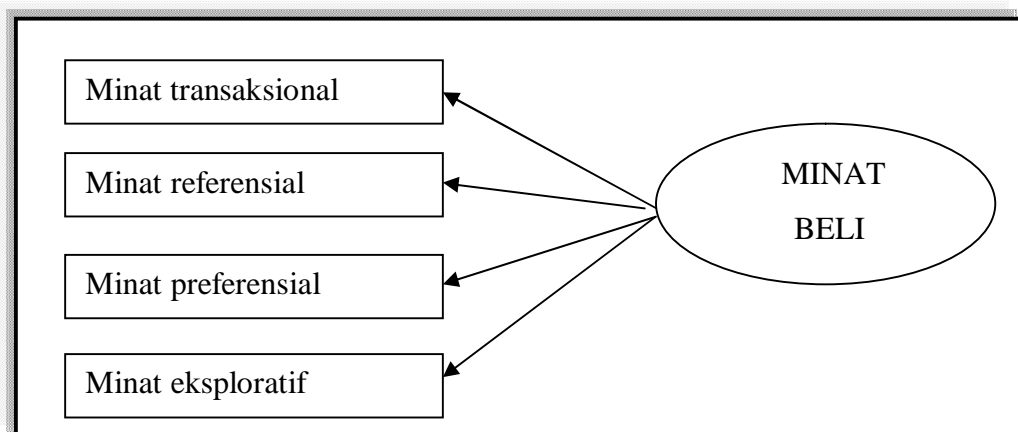 Minat transaksional
Minat referensial
Minat preferensial
Minat eksploratif
MINAT
BELI